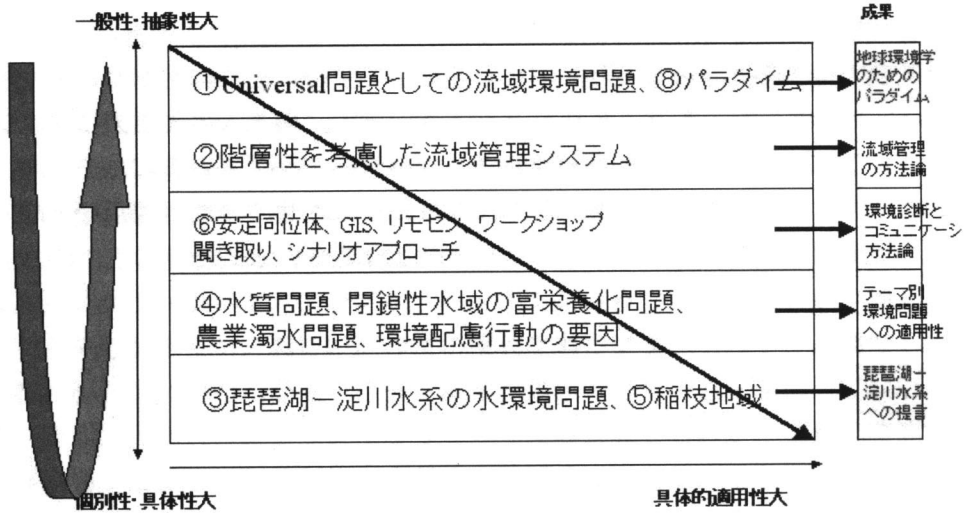 一般性・抽象性大
成果
①Universal問題としての流域環境問題、⑧パラダイム
地球環境学
のための
パラダイム
②階層性を考慮した流域管理システム
流域管理
の方法論
⑥安定同位体、GIS、リモセン、ワークショップ
聞き取り、シナリオアプローチ
環境診断と
コミュニケーシ
方法論
④水質問題、閉鎖性水域の富栄養化問題、
農業濁水問題、環境配慮行動の要因
テーマ別
環境問題
への適用性
③琵琶湖ー淀川水系の水環境問題、⑤稲枝地域
琵琶湖ー
淀川水系
への提言
個別性・具体性大
具体的適用性大